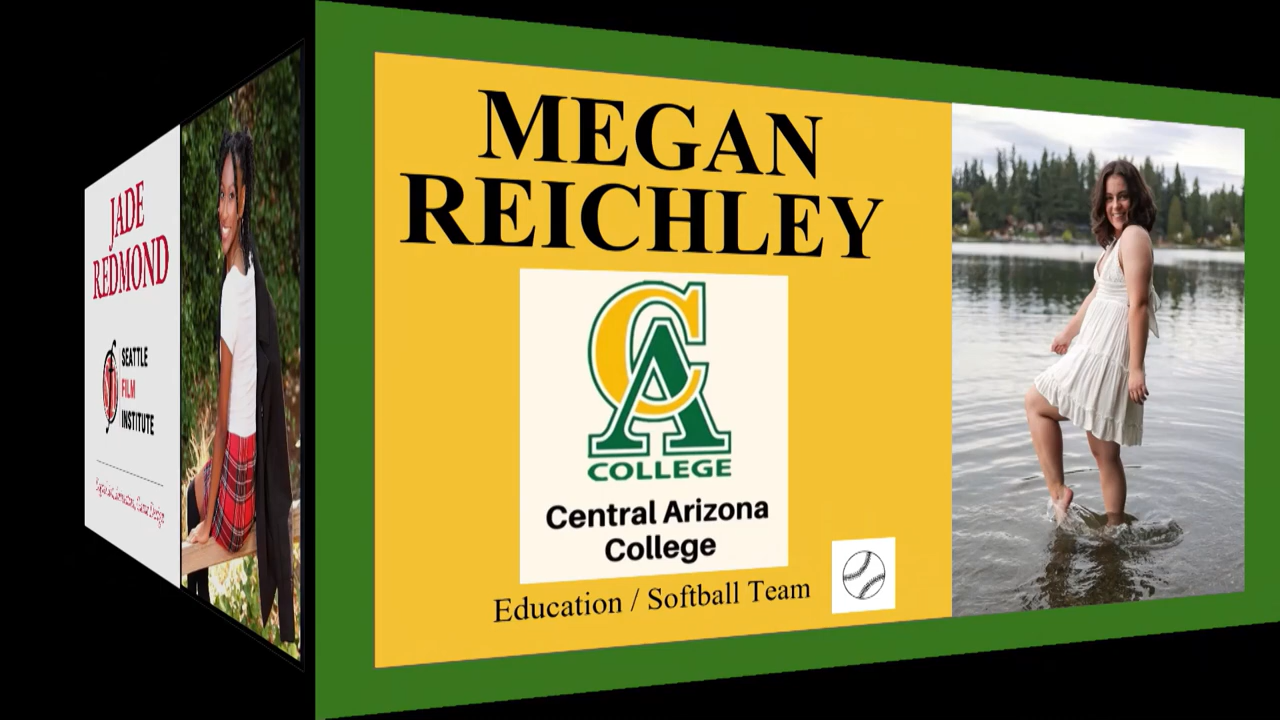 JADE
REDMOND
SEATTLE
FILM
INSTITUTE
MEGAN
REICHLEY
CA
COLLEGE
Central Arizona
College
Education / Softball Team